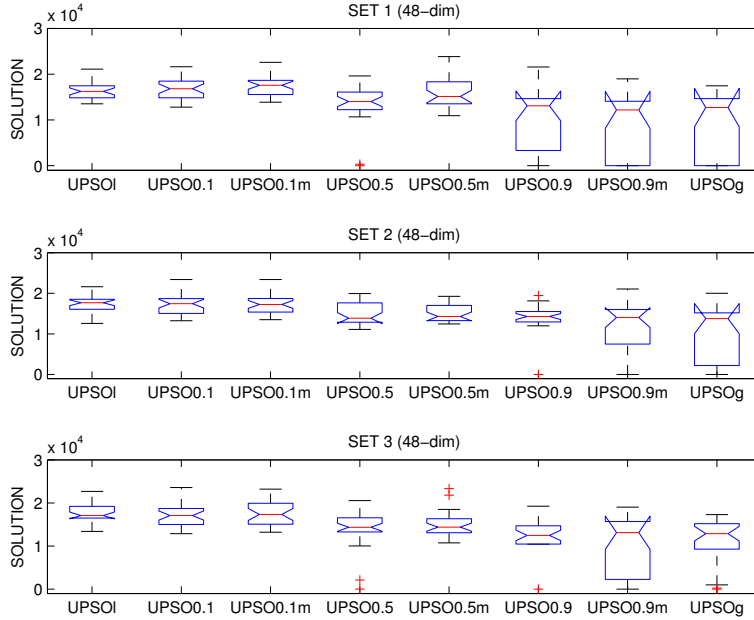 SET 1 (48-dim)
x 10^4
3
2
1
0
SOLUTION
UPSOl UPSO0.1 UPSO0.1m UPSO0.5 UPSO0.5m UPSO0.9 UPSO0.9m UPSOg
SET 2 (48-dim)
x 10^4
3
2
1
0
SOLUTION
UPSOl UPSO0.1 UPSO0.1m UPSO0.5 UPSO0.5m UPSO0.9 UPSO0.9m UPSOg
SET 3 (48-dim)
x 10^4
3
2
1
0
SOLUTION
UPSOl UPSO0.1 UPSO0.1m UPSO0.5 UPSO0.5m UPSO0.9 UPSO0.9m UPSOg